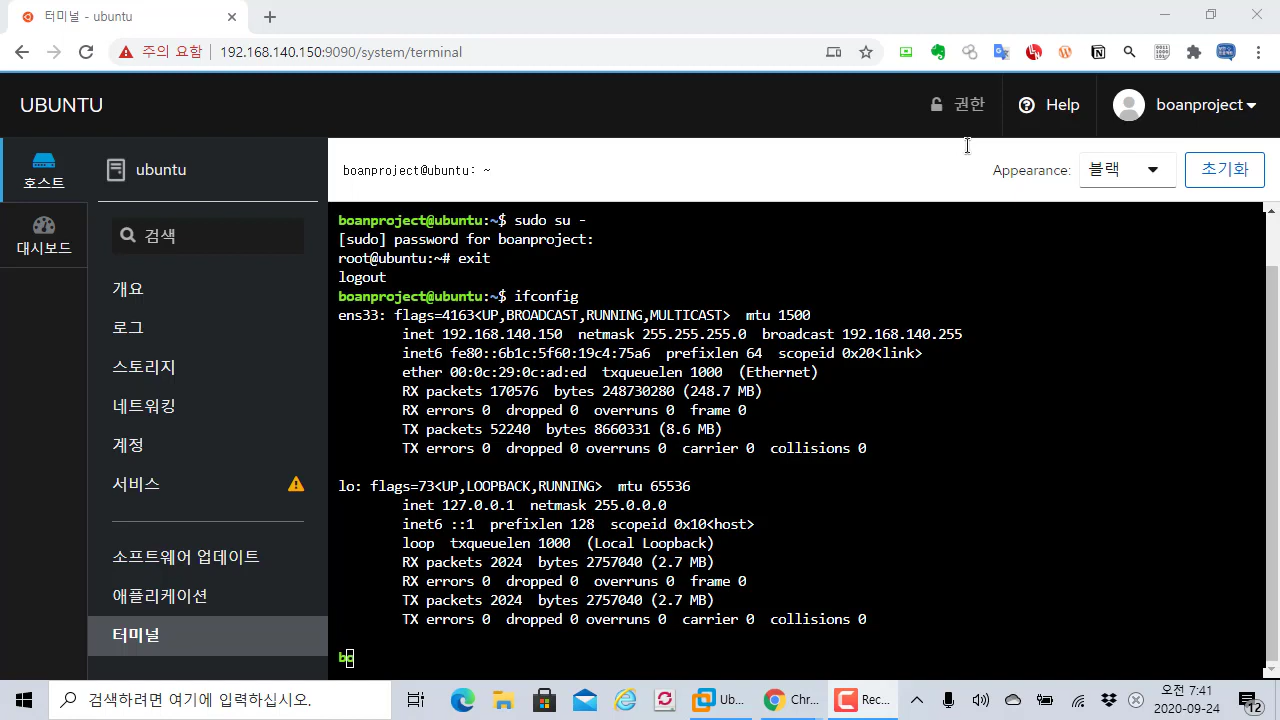 터미널 - ubuntu
주의 요함
192.168.140.150:9090/system/terminal
UBUNTU
권한
Help
boanproject
호스트
대시보드
ubuntu
검색
개요
로그
스토리지
네트워킹
계정
서비스
소프트웨어 업데이트
애플리케이션
터미널
boanproject@ubuntu: ~
Appearance:
블랙
초기화
boanproject@ubuntu:~$ sudo su -
[sudo] password for boanproject:
root@ubuntu:~# exit
logout
boanproject@ubuntu:~$ ifconfig
ens33: flags=4163<UP,BROADCAST,RUNNING,MULTICAST>  mtu 1500
inet 192.168.140.150  netmask 255.255.255.0  broadcast 192.168.140.255
inet6 fe80::6b1c:5f60:19c4:75a6  prefixlen 64  scopeid 0x20<link>
ether 00:0c:29:0c:ad:ed  txqueuelen 1000  (Ethernet)
RX packets 170576  bytes 248730280 (248.7 MB)
RX errors 0  dropped 0  overruns 0  frame 0
TX packets 52240  bytes 8660331 (8.6 MB)
TX errors 0  dropped 0 overruns 0  carrier 0  collisions 0
lo: flags=73<UP,LOOPBACK,RUNNING>  mtu 65536
inet 127.0.0.1  netmask 255.0.0.0
inet6 ::1  prefixlen 128  scopeid 0x10<host>
loop  txqueuelen 1000  (Local Loopback)
RX packets 2024  bytes 2757040 (2.7 MB)
RX errors 0  dropped 0  overruns 0  frame 0
TX packets 2024  bytes 2757040 (2.7 MB)
TX errors 0  dropped 0 overruns 0  carrier 0  collisions 0
bo
검색하려면 여기에 입력하십시오.
Ub...
Chr...
Rec...
오전 7:41
2020-09-24
12